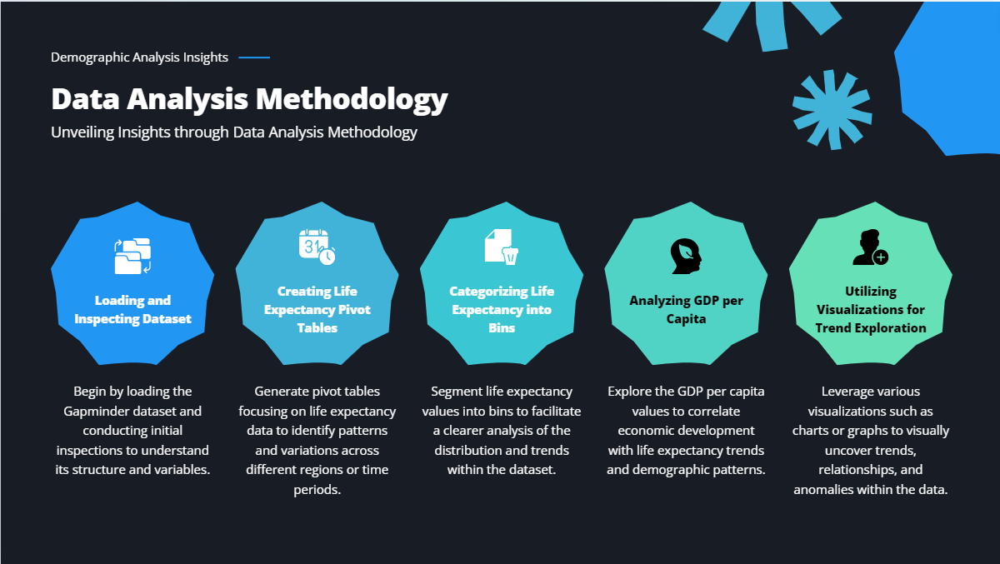 Demographic Analysis Insights
Data Analysis Methodology
Unveiling Insights through Data Analysis Methodology
Loading and
Inspecting Dataset
Begin by loading the
Gapminder dataset and
conducting initial
inspections to understand
its structure and variables.
31
Creating Life
Expectancy Pivot
Tables
Generate pivot tables
focusing on life expectancy
data to identify patterns
and variations across
different regions or time
periods.
Categorizing Life
Expectancy into
Bins
Segment life expectancy
values into bins to facilitate
a clearer analysis of the
distribution and trends
within the dataset.
Analyzing GDP per
Capita
Explore the GDP per capita
values to correlate
economic development
with life expectancy trends
and demographic patterns.
Utilizing
Visualizations for
Trend Exploration
Leverage various
visualizations such as
charts or graphs to visually
uncover trends,
relationships, and
anomalies within the data.